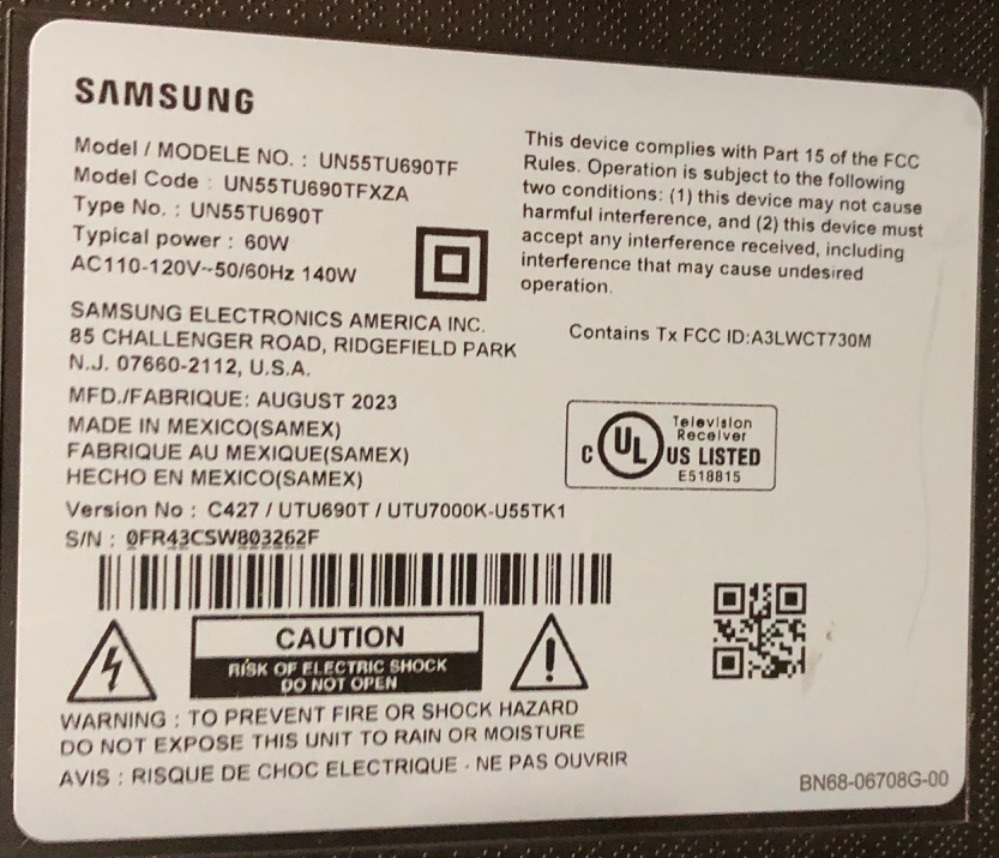 SAMSUNG
Model / MODELE NO. : UN55TU690TF
Model Code : UN55TU690TFXZA
Type No. : UN55TU690T
Typical power : 60W
AC110-120V~50/60Hz 140W
This device complies with Part 15 of the FCC
Rules. Operation is subject to the following
two conditions: (1) this device may not cause
harmful interference, and (2) this device must
accept any interference received, including
interference that may cause undesired
operation.
SAMSUNG ELECTRONICS AMERICA INC.
85 CHALLENGER ROAD, RIDGEFIELD PARK
N.J. 07660-2112, U.S.A.
Contains Tx FCC ID:A3LWCT730M
MFD./FABRIQUE: AUGUST 2023
MADE IN MEXICO(SAMEX)
FABRIQUE AU MEXIQUE(SAMEX)
HECHO EN MEXICO(SAMEX)
Television
Receiver
C UL US LISTED
E518815
Version No : C427 / UTU690T / UTU7000K-U55TK1
S/N : 0FR43CSW803262F
CAUTION
RISK OF ELECTRIC SHOCK
DO NOT OPEN
WARNING : TO PREVENT FIRE OR SHOCK HAZARD
DO NOT EXPOSE THIS UNIT TO RAIN OR MOISTURE
AVIS : RISQUE DE CHOC ELECTRIQUE - NE PAS OUVRIR
BN68-06708G-00